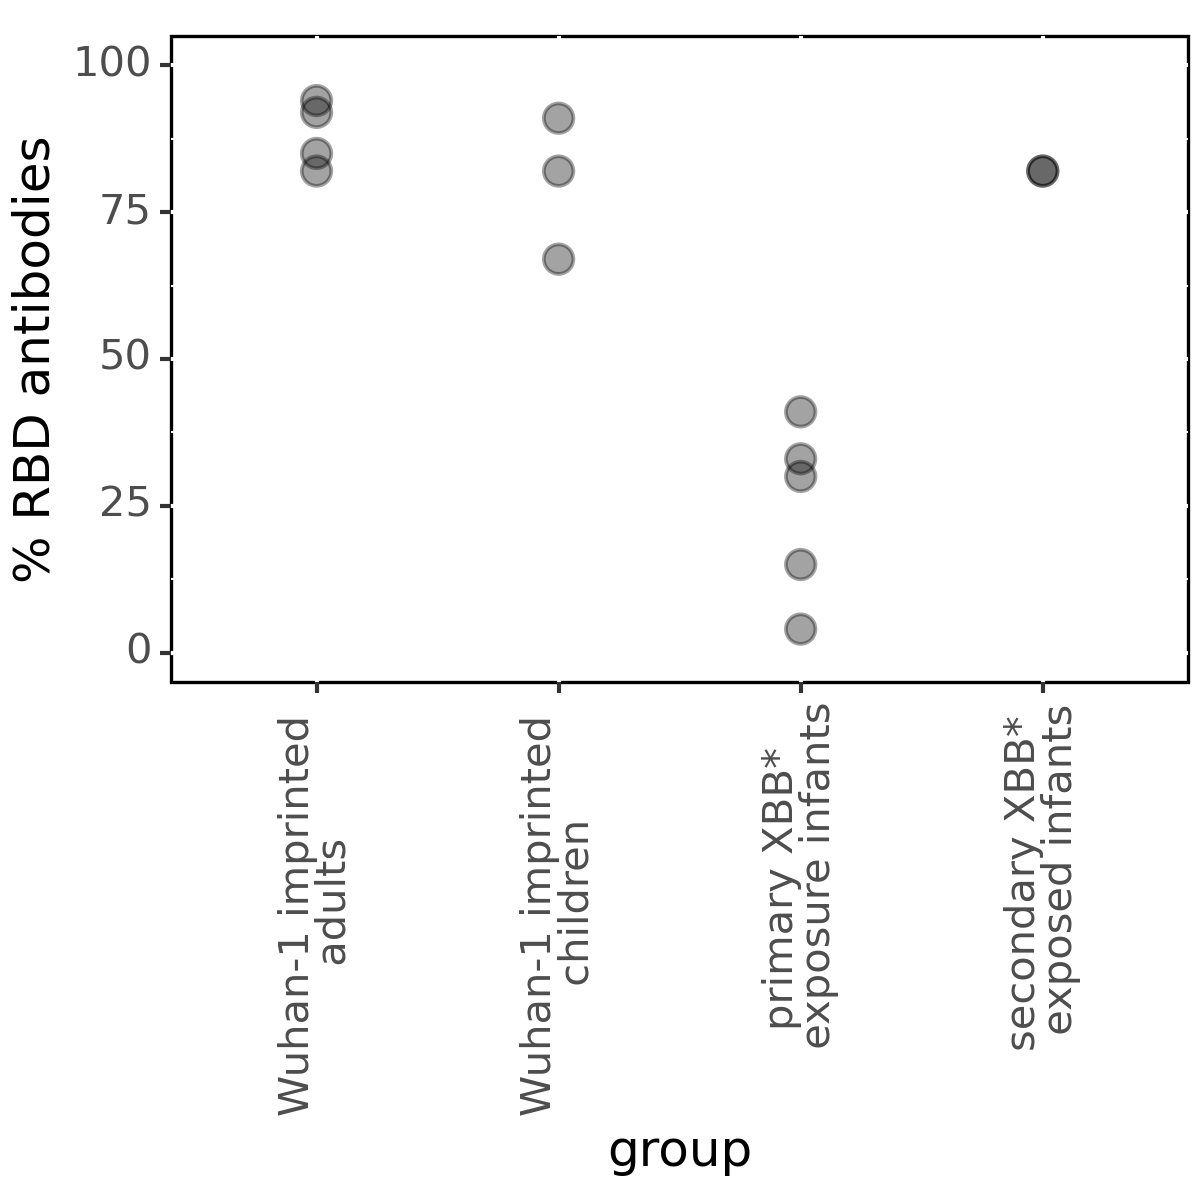 % RBD antibodies
100
75
50
25
0
Wuhan-1 imprinted
adults
Wuhan-1 imprinted
children
primary XBB*
exposure infants
secondary XBB*
exposed infants
group